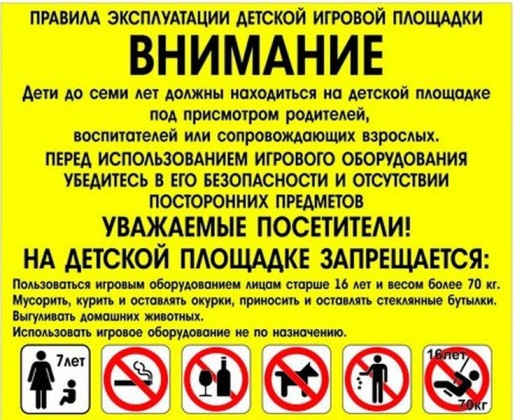 ПРАВИЛА ЭКСПЛУАТАЦИИ ДЕТСКОЙ ИГРОВОЙ ПЛОЩАДКИ
ВНИМАНИЕ
Дети до семи лет должны находиться на детской площадке
под присмотром родителей,
воспитателей или сопровождающих взрослых.
ПЕРЕД ИСПОЛЬЗОВАНИЕМ ИГРОВОГО ОБОРУДОВАНИЯ
УБЕДИТЕСЬ В ЕГО БЕЗОПАСНОСТИ И ОТСУТСТВИИ
ПОСТОРОННИХ ПРЕДМЕТОВ
УВАЖАЕМЫЕ ПОСЕТИТЕЛИ!
НА ДЕТСКОЙ ПЛОЩАДКЕ ЗАПРЕЩАЕТСЯ:
Пользоваться игровым оборудованием лицам старше 16 лет и весом более 70 кг.
Мусорить, курить и оставлять окурки, приносить и оставлять стеклянные бутылки.
Выгуливать домашних животных.
Использовать игровое оборудование не по назначению.
7лет
16лет
70кг